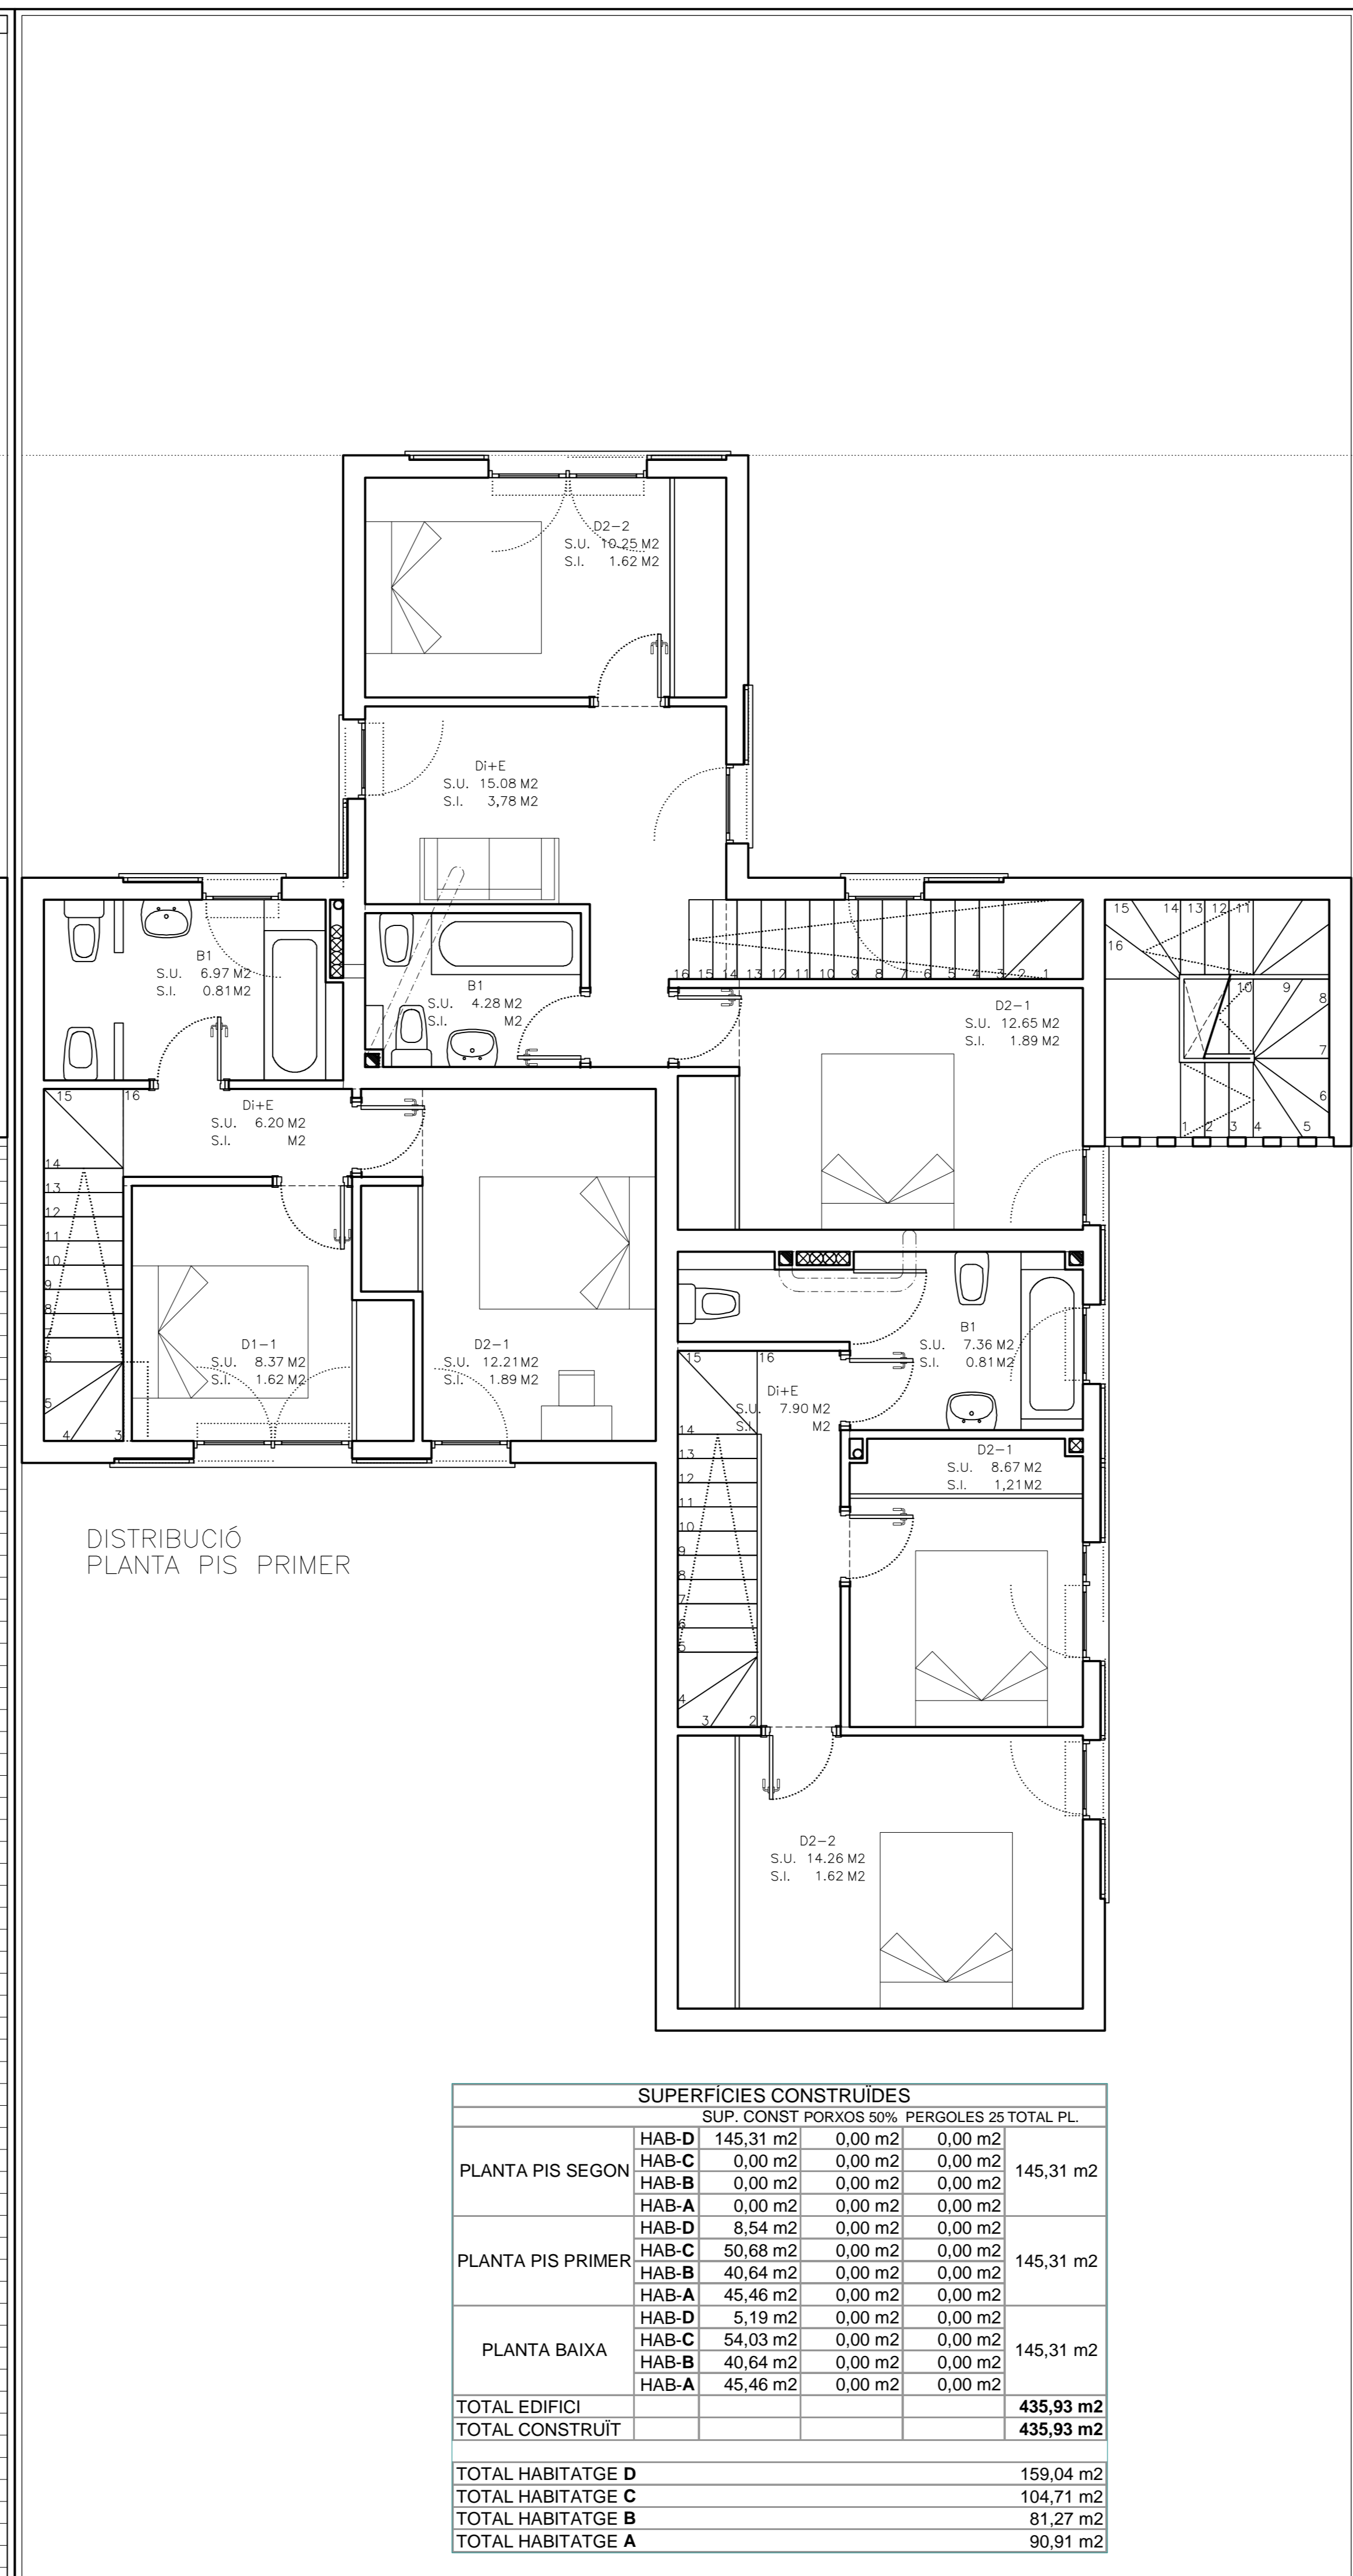 D2-2
S.U. 10.25 M2
S.I. 1.62 M2
Di+E
S.U. 15.08 M2
S.I. 3,78 M2
B1
S.U. 6.97 M2
S.I. 0.81 M2
B1
S.U. 4.28 M2
S.I. M2
16 15 14 13 12 11 10 9 8 7 6 5 4 3 2 1
D2-1
S.U. 12.65 M2
S.I. 1.89 M2
15 14 13 12 11
16
10 9 8
7
6
1 2 3 4 5
15 16
Di+E
S.U. 6.20 M2
S.I. M2
14
13
12
11
10
9
8
7
6
5
4 3
D1-1
S.U. 8.37 M2
S.I. 1.62 M2
D2-1
S.U. 12.21 M2
S.I. 1.89 M2
B1
S.U. 7.36 M2
S.I. 0.81 M2
15 16
Di+E
S.U. 7.90 M2
S.I. M2
14
13
12
11
10
9
8
7
6
5
4
3 2
D2-1
S.U. 8.67 M2
S.I. 1,21 M2
DISTRIBUCIÓ
PLANTA PIS PRIMER
D2-2
S.U. 14.26 M2
S.I. 1.62 M2
SUPERFÍCIES CONSTRUÏDES
SUP. CONST PORXOS 50% PERGOLES 25 TOTAL PL.
PLANTA PIS SEGON HAB-D 145,31 m2 0,00 m2 0,00 m2 145,31 m2
HAB-C 0,00 m2 0,00 m2 0,00 m2
HAB-B 0,00 m2 0,00 m2 0,00 m2
HAB-A 0,00 m2 0,00 m2 0,00 m2
PLANTA PIS PRIMER HAB-D 8,54 m2 0,00 m2 0,00 m2 145,31 m2
HAB-C 50,68 m2 0,00 m2 0,00 m2
HAB-B 40,64 m2 0,00 m2 0,00 m2
HAB-A 45,46 m2 0,00 m2 0,00 m2
PLANTA BAIXA HAB-D 5,19 m2 0,00 m2 0,00 m2 145,31 m2
HAB-C 54,03 m2 0,00 m2 0,00 m2
HAB-B 40,64 m2 0,00 m2 0,00 m2
HAB-A 45,46 m2 0,00 m2 0,00 m2
TOTAL EDIFICI 435,93 m2
TOTAL CONSTRUÏT 435,93 m2
TOTAL HABITATGE D 159,04 m2
TOTAL HABITATGE C 104,71 m2
TOTAL HABITATGE B 81,27 m2
TOTAL HABITATGE A 90,91 m2